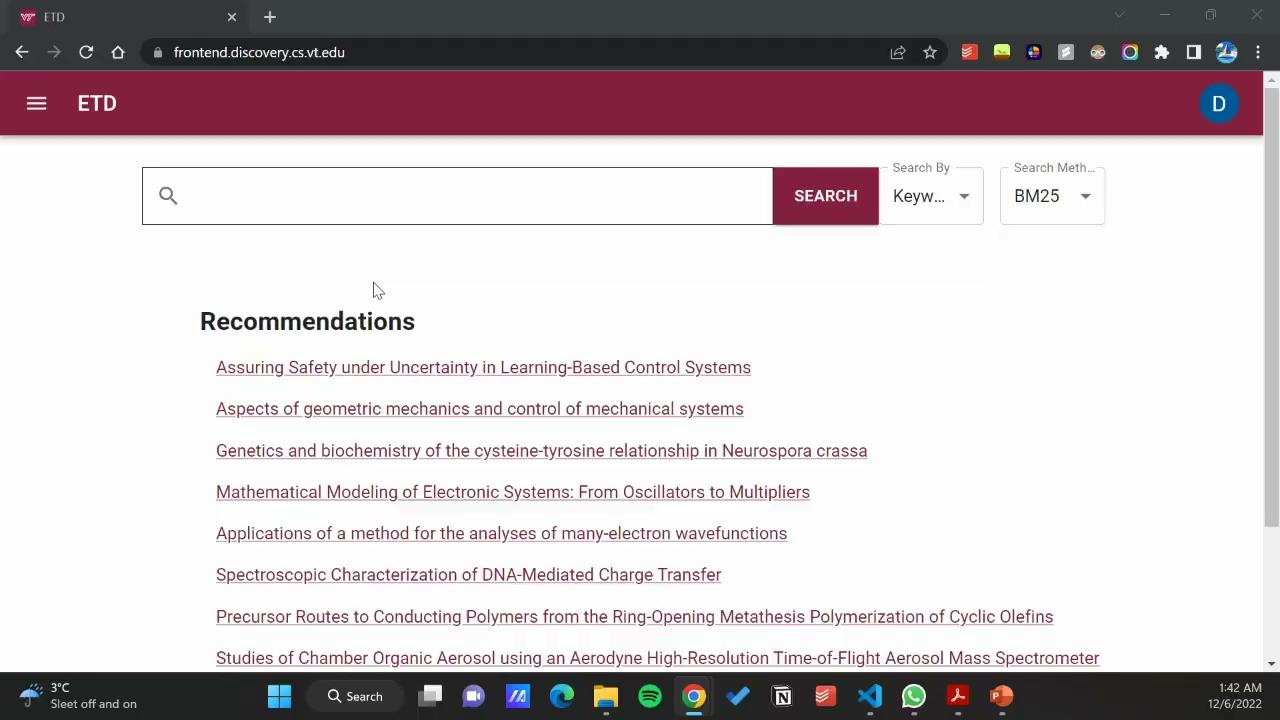 ETD
frontend.discovery.cs.vt.edu
ETD
D
Search By
Search Meth...
SEARCH
Keyw...
BM25
Recommendations
Assuring Safety under Uncertainty in Learning-Based Control Systems
Aspects of geometric mechanics and control of mechanical systems
Genetics and biochemistry of the cysteine-tyrosine relationship in Neurospora crassa
Mathematical Modeling of Electronic Systems: From Oscillators to Multipliers
Applications of a method for the analyses of many-electron wavefunctions
Spectroscopic Characterization of DNA-Mediated Charge Transfer
Precursor Routes to Conducting Polymers from the Ring-Opening Metathesis Polymerization of Cyclic Olefins
Studies of Chamber Organic Aerosol using an Aerodyne High-Resolution Time-of-Flight Aerosol Mass Spectrometer
3°C
Sleet off and on
Search
1:42 AM
12/6/2022